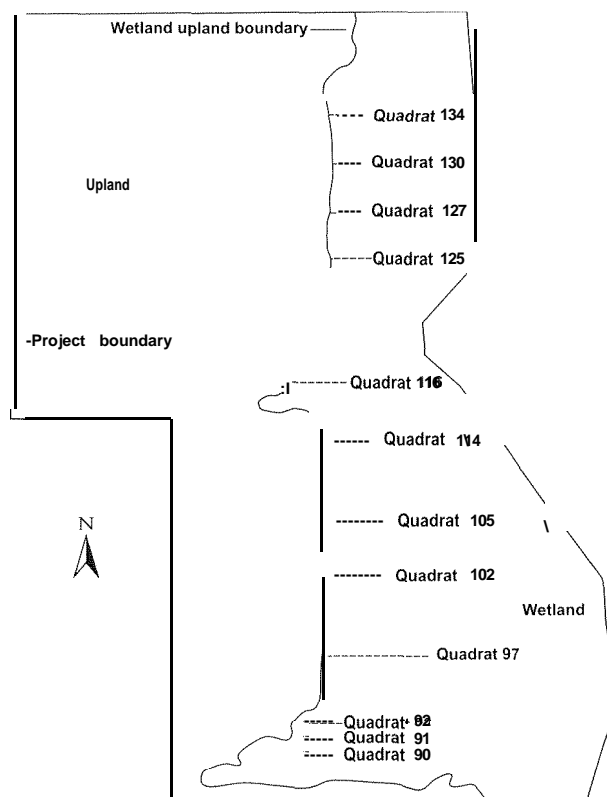 Wetland upland boundary
Quadrat 134
Quadrat 130
Upland
Quadrat 127
Quadrat 125
-Project boundary
Quadrat 116
Quadrat 114
N
Quadrat 105
Quadrat 102
Wetland
Quadrat 97
Quadrat 92
Quadrat 91
Quadrat 90